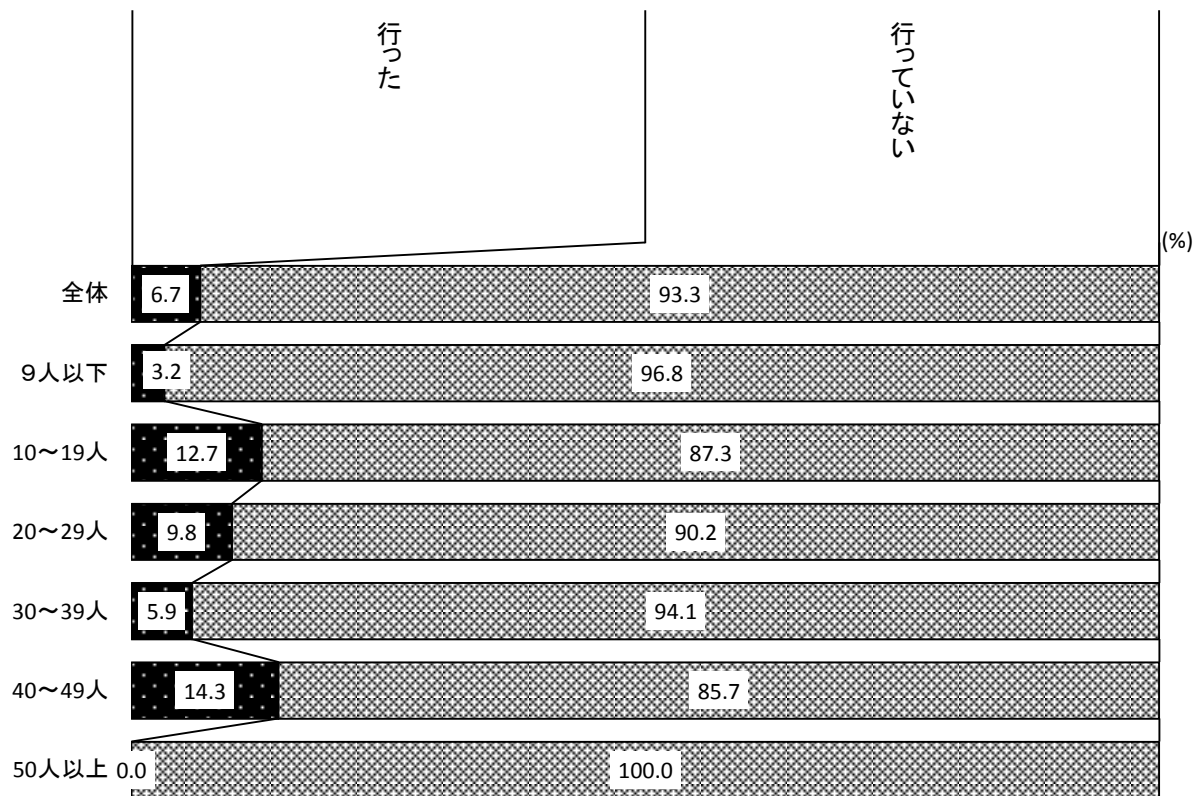 行った
行っていない
(%)
全体 6.7 93.3
9人以下 3.2 96.8
10～19人 12.7 87.3
20～29人 9.8 90.2
30～39人 5.9 94.1
40～49人 14.3 85.7
50人以上 0.0 100.0